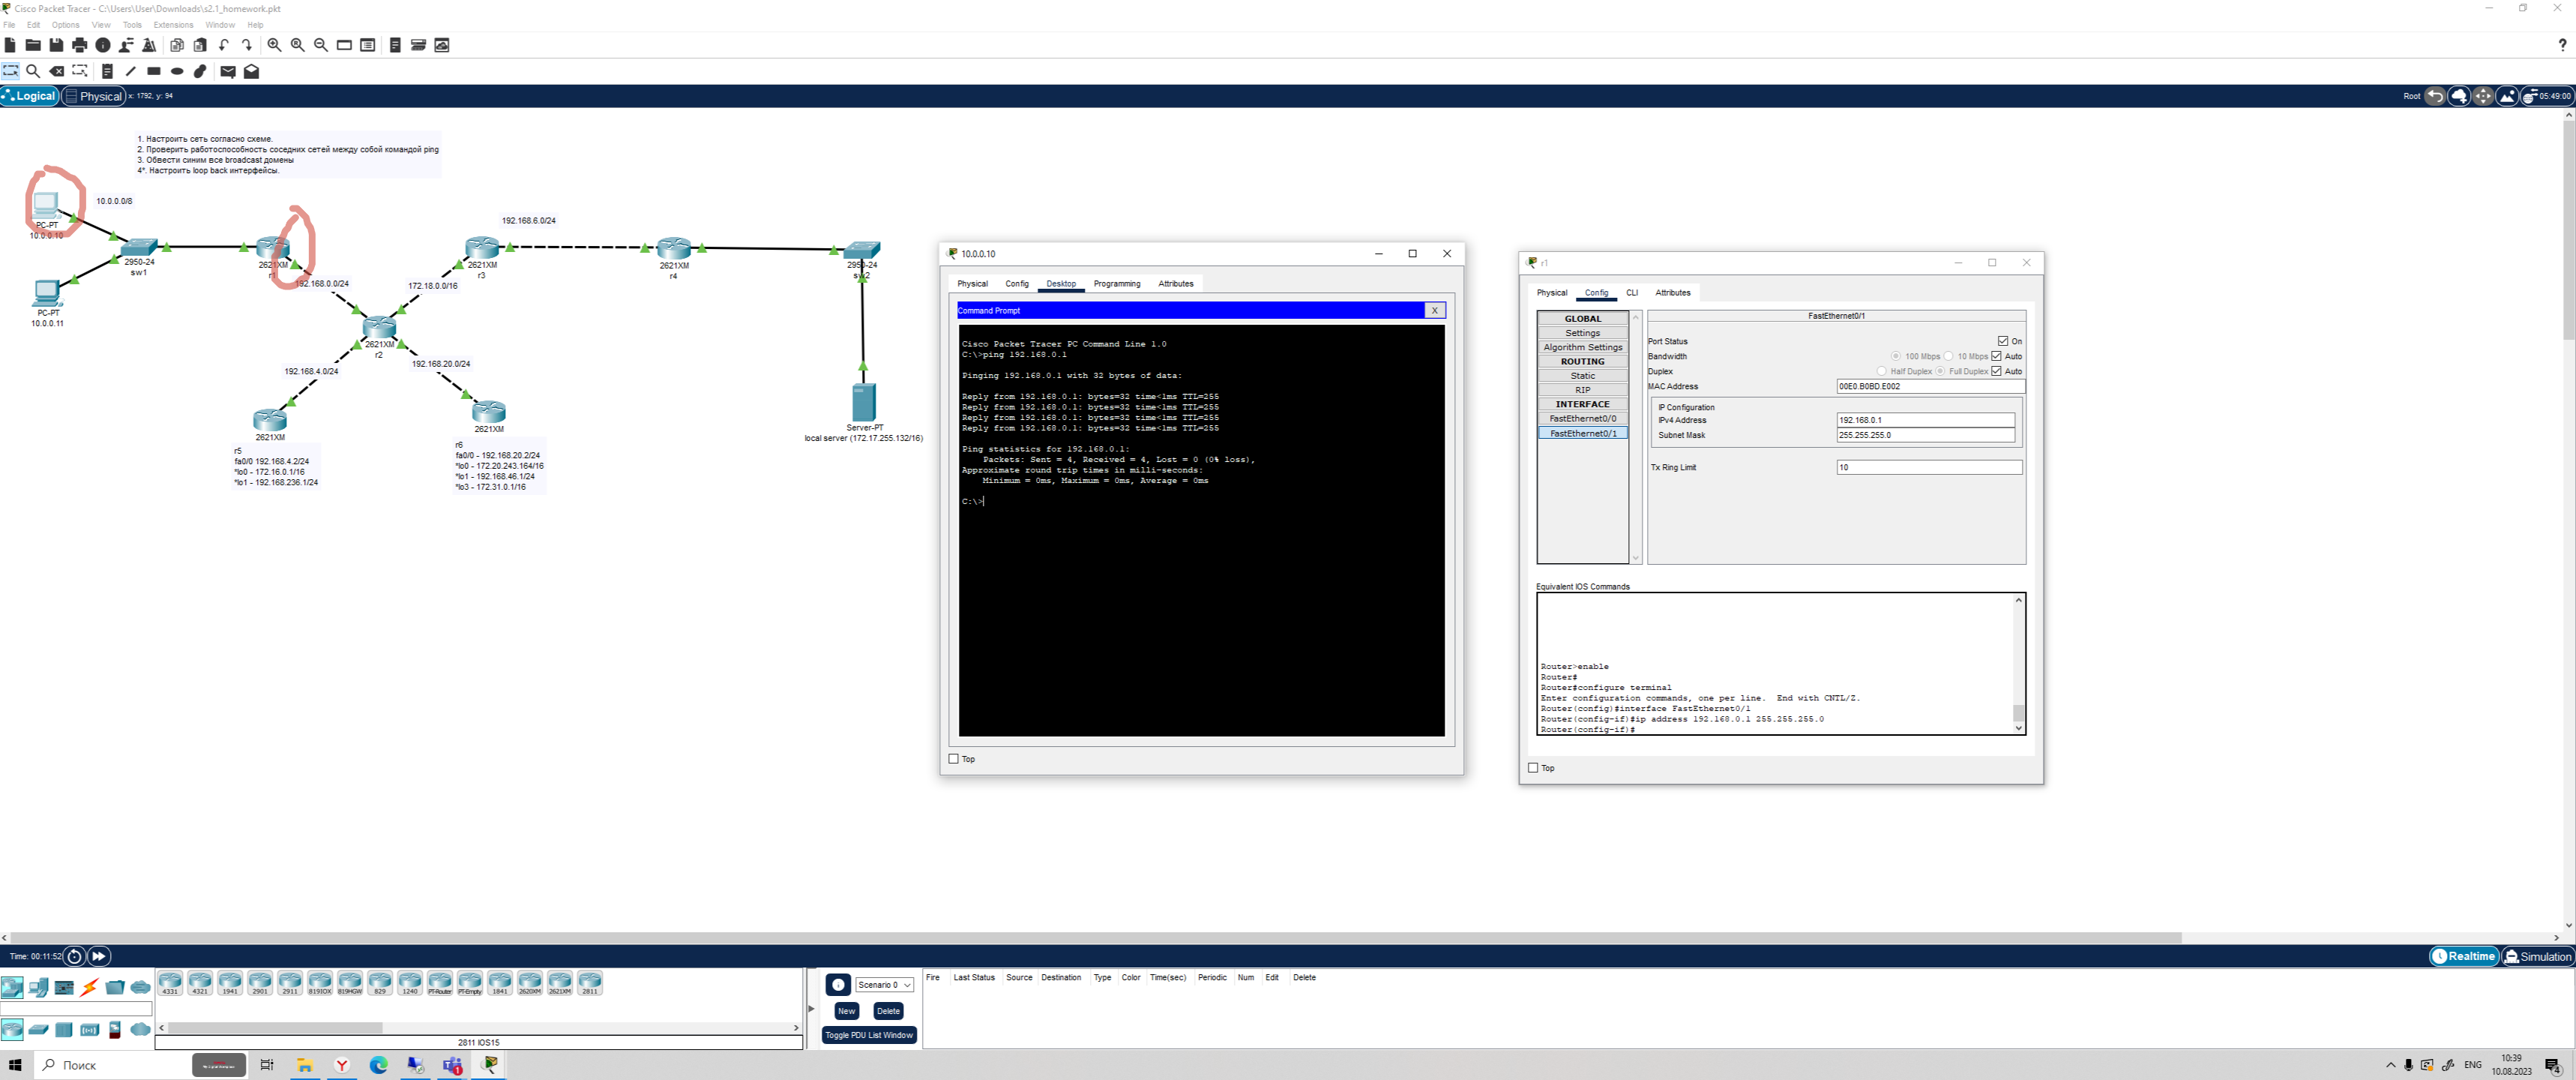 Cisco Packet Tracer - C:\Users\User\Downloads\s2.1_homework.pkt
File Edit Options View Tools Extensions Window Help
Logical Physical x: 1792, y: 94
Root 05:49:00
1. Настроить сеть согласно схеме.
2. Проверить работоспособность соседних сетей между собой командой ping
3. Обвести синим все broadcast домены
4*. Настроить loop back интерфейсы.
10.0.0.0/8
PC-PT
10.0.0.10
2950-24
sw1
PC-PT
10.0.0.11
2621XM
r1
192.168.0.0/24
192.168.6.0/24
2621XM
r3
172.18.0.0/16
2621XM
r4
2950-24
sw2
2621XM
r2
192.168.4.0/24
192.168.20.0/24
2621XM
r5
fa0/0 192.168.4.2/24
*lo0 - 172.16.0.1/16
*lo1 - 192.168.236.1/24
2621XM
r6
fa0/0 - 192.168.20.2/24
*lo0 - 172.20.243.164/16
*lo1 - 192.168.46.1/24
*lo3 - 172.31.0.1/16
Server-PT
local server (172.17.255.132/16)
10.0.0.10
Physical Config Desktop Programming Attributes
Command Prompt X
Cisco Packet Tracer PC Command Line 1.0
C:\>ping 192.168.0.1
Pinging 192.168.0.1 with 32 bytes of data:
Reply from 192.168.0.1: bytes=32 time<1ms TTL=255
Reply from 192.168.0.1: bytes=32 time<1ms TTL=255
Reply from 192.168.0.1: bytes=32 time<1ms TTL=255
Reply from 192.168.0.1: bytes=32 time<1ms TTL=255
Ping statistics for 192.168.0.1:
Packets: Sent = 4, Received = 4, Lost = 0 (0% loss),
Approximate round trip times in milli-seconds:
Minimum = 0ms, Maximum = 0ms, Average = 0ms
C:\>
Top
r1
Physical Config CLI Attributes
GLOBAL
Settings
Algorithm Settings
ROUTING
Static
RIP
INTERFACE
FastEthernet0/0
FastEthernet0/1
FastEthernet0/1
Port Status On
Bandwidth 100 Mbps 10 Mbps Auto
Duplex Half Duplex Full Duplex Auto
MAC Address 00E0.B0BD.E002
IP Configuration
IPv4 Address 192.168.0.1
Subnet Mask 255.255.255.0
Tx Ring Limit 10
Equivalent IOS Commands
Router>enable
Router#
Router#configure terminal
Enter configuration commands, one per line. End with CNTL/Z.
Router(config)#interface FastEthernet0/1
Router(config-if)#ip address 192.168.0.1 255.255.255.0
Router(config-if)#
Top
Time: 00:11:52
Realtime Simulation
4331 4321 1941 2901 2911 819IOX 819HGW 829 1240 PT-Router PT-Empty 1841 2620XM 2621XM 2811
2811 IOS15
Scenario 0
New Delete
Toggle PDU List Window
Fire Last Status Source Destination Type Color Time(sec) Periodic Num Edit Delete
Поиск
1
ENG
10:39
10.08.2023
4